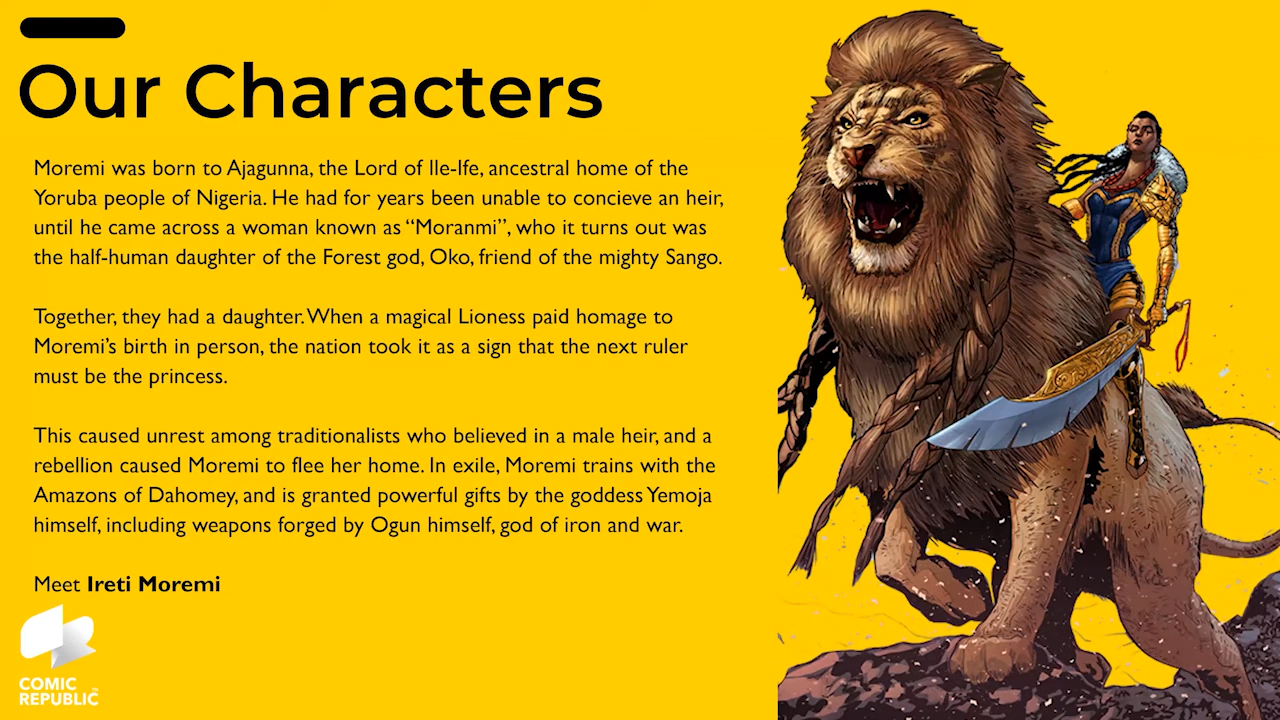 Our Characters
Moremi was born to Ajagunna, the Lord of Ile-Ife, ancestral home of the
Yoruba people of Nigeria. He had for years been unable to concieve an heir,
until he came across a woman known as “Moranmi”, who it turns out was
the half-human daughter of the Forest god, Oko, friend of the mighty Sango.
Together, they had a daughter. When a magical Lioness paid homage to
Moremi’s birth in person, the nation took it as a sign that the next ruler
must be the princess.
This caused unrest among traditionalists who believed in a male heir, and a
rebellion caused Moremi to flee her home. In exile, Moremi trains with the
Amazons of Dahomey, and is granted powerful gifts by the goddess Yemoja
himself, including weapons forged by Ogun himself, god of iron and war.
Meet Ireti Moremi
COMIC
REPUBLIC™